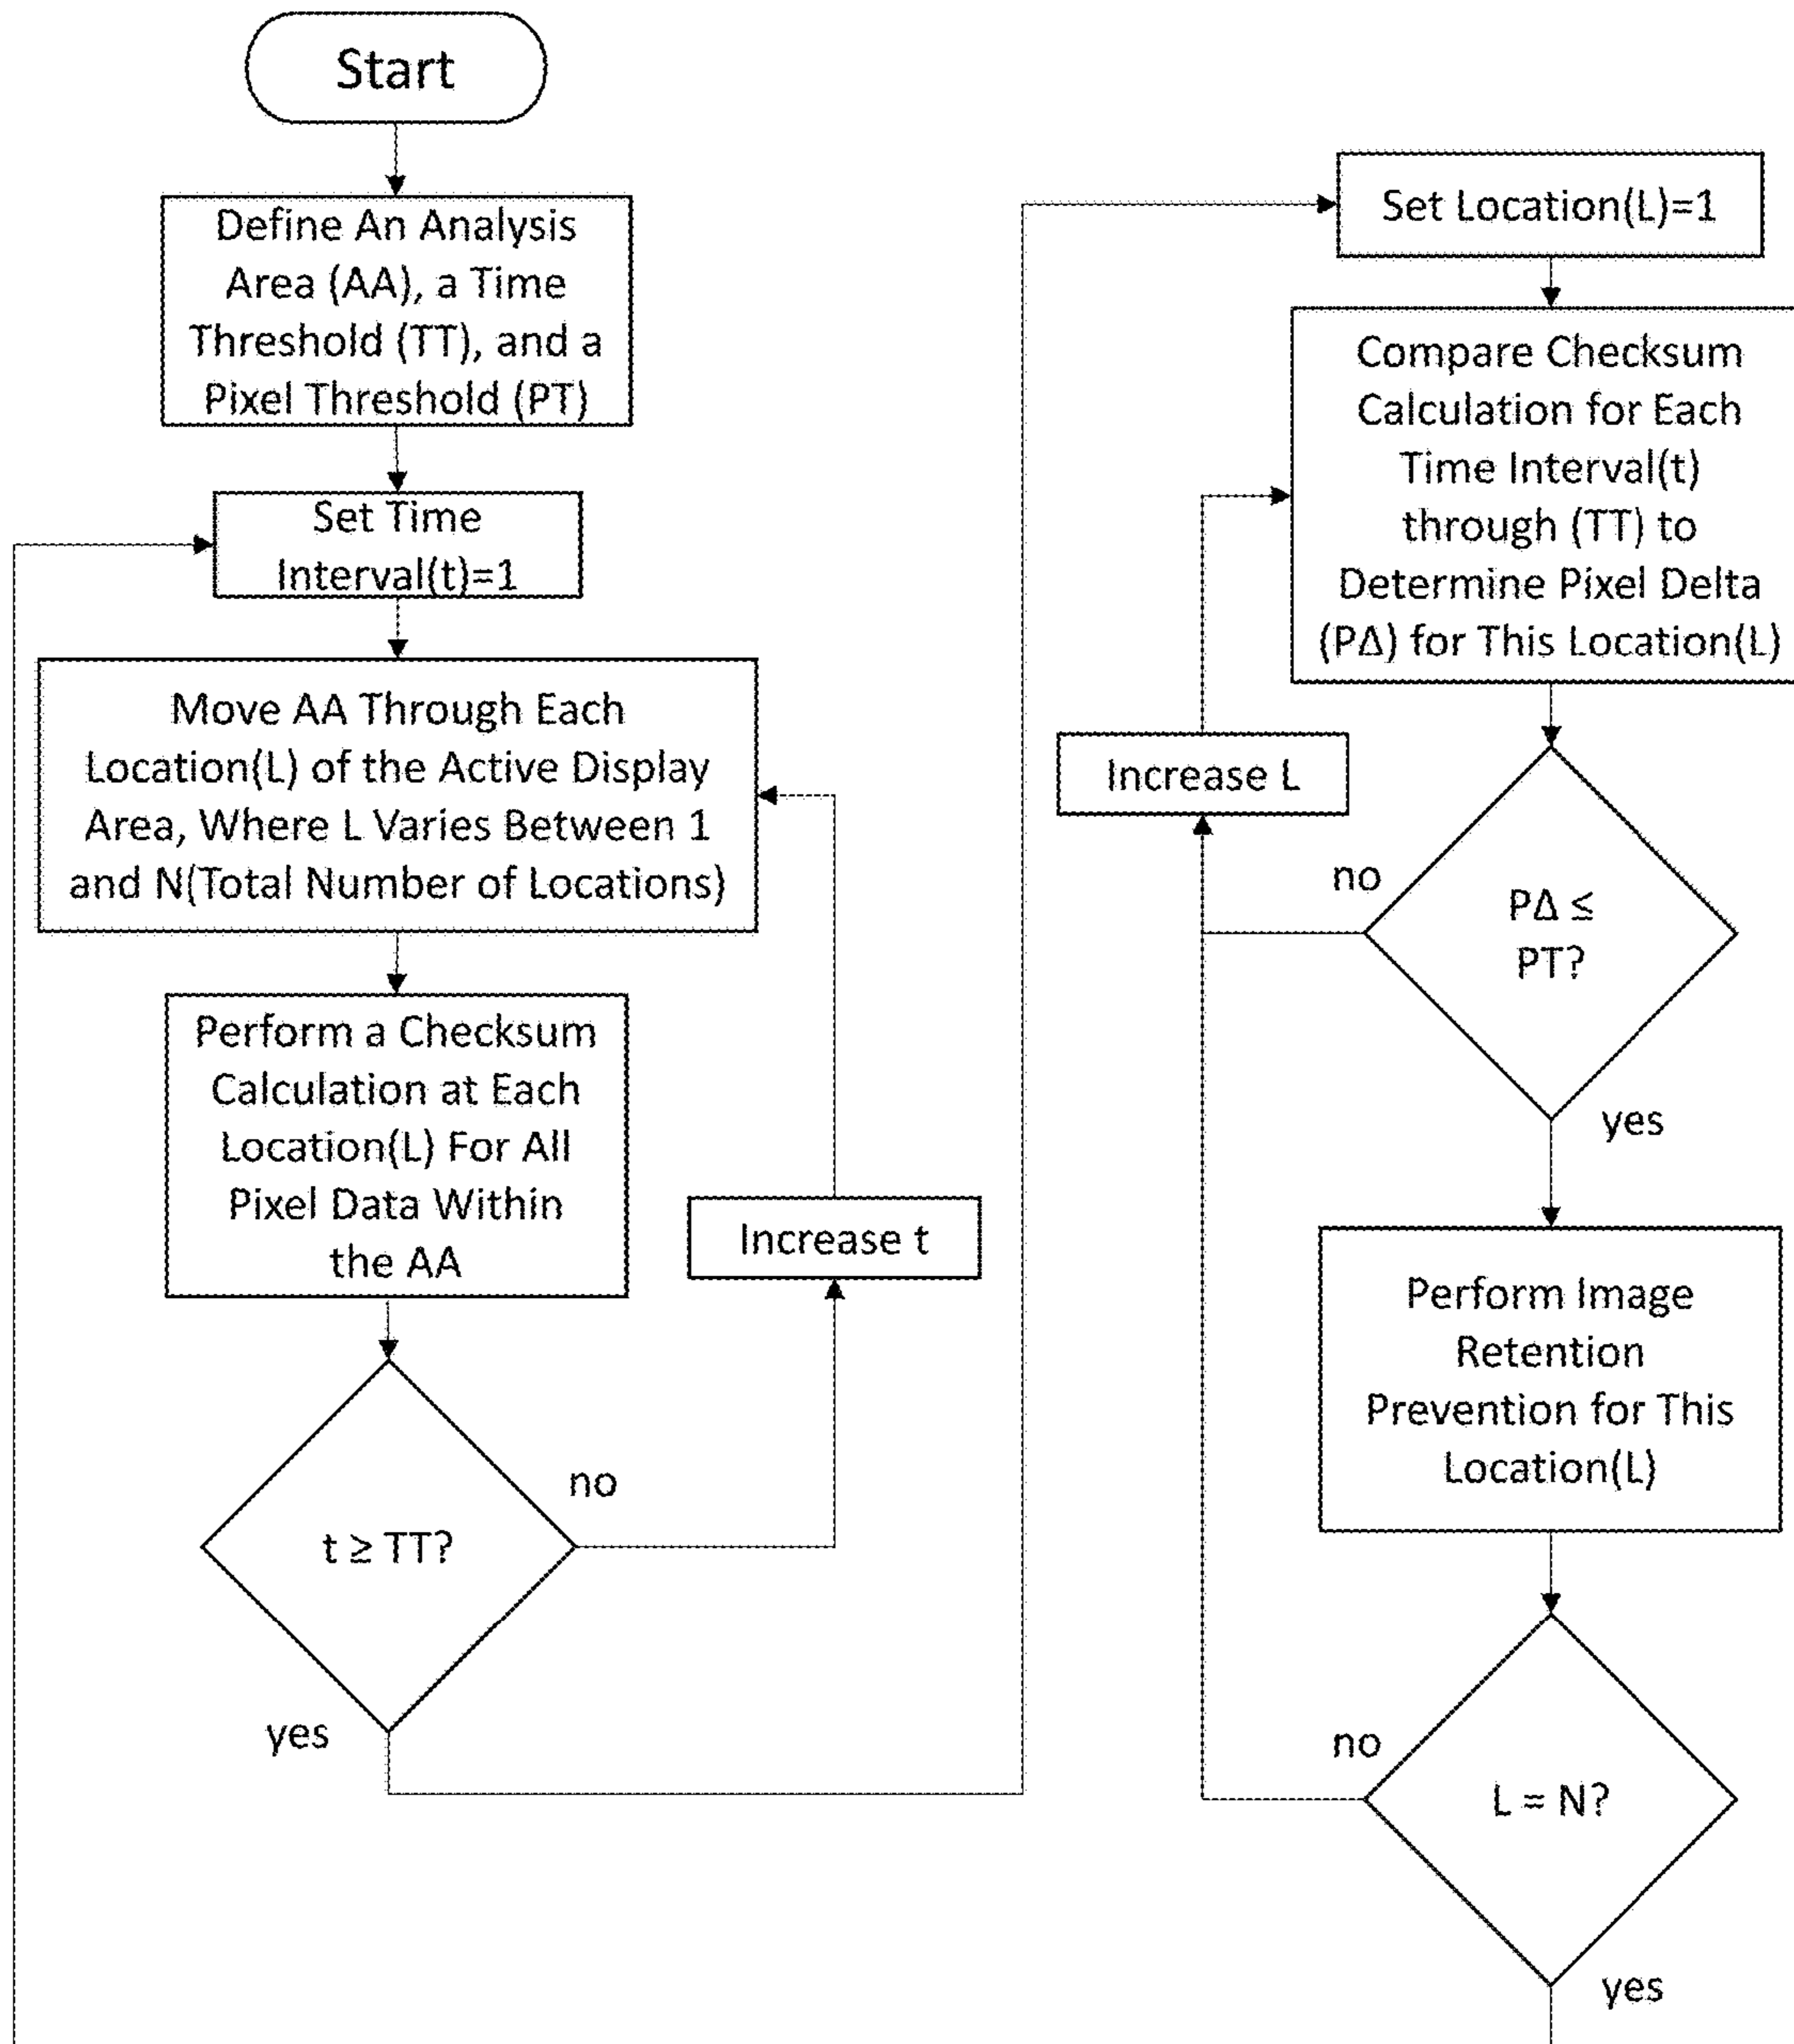 Start
Define An Analysis
Area (AA), a Time
Threshold (TT), and a
Pixel Threshold (PT)
Set Time
Interval(t)=1
Move AA Through Each
Location(L) of the Active Display
Area, Where L Varies Between 1
and N(Total Number of Locations)
Perform a Checksum
Calculation at Each
Location(L) For All
Pixel Data Within
the AA
Increase t
no
t ≥ TT?
yes
Set Location(L)=1
Compare Checksum
Calculation for Each
Time Interval(t)
through (TT) to
Determine Pixel Delta
(PΔ) for This Location(L)
Increase L
no
PΔ ≤
PT?
yes
Perform Image
Retention
Prevention for This
Location(L)
no
L = N?
yes